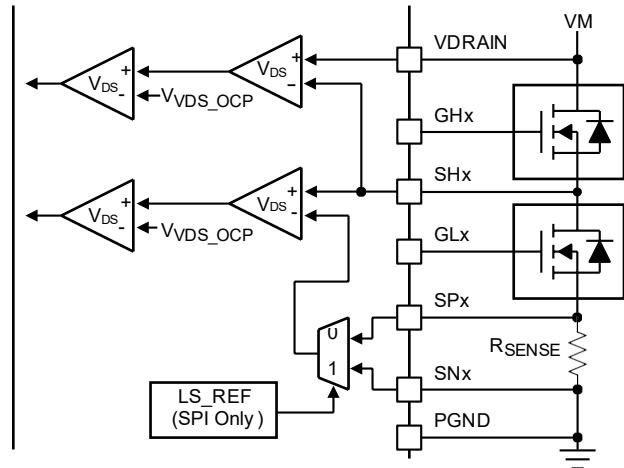 VM
VDRAIN
+
-
VDS
+
-
VDS
VVDS_OCP
GHx
SHx
+
-
VDS
+
-
VDS
VVDS_OCP
GLx
SPx
0
1
RSENSE
SNx
LS_REF
(SPI Only)
PGND